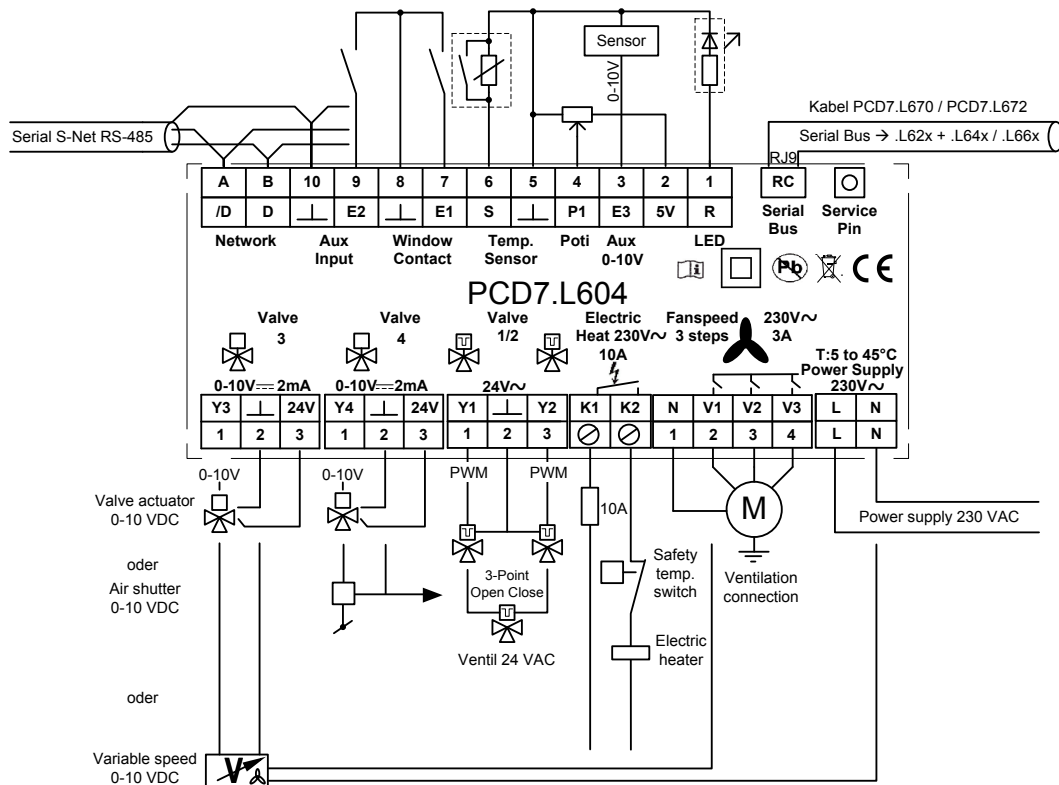 Sensor
0-10V
Kabel PCD7.L670 / PCD7.L672
Serial S-Net RS-485
Serial Bus → .L62x + .L64x / .L66x
RJ9
A B 10 9 8 7 6 5 4 3 2 1
/D D ⊥ E2 ⊥ E1 S ⊥ P1 E3 5V R
RC
Network
Aux Input
Window Contact
Temp. Sensor
Poti
Aux 0-10V
LED
Serial Bus
Service Pin
Pb
CE
PCD7.L604
Valve 3
Valve 4
Valve 1/2
Electric Heat 230V~ 10A
Fanspeed 3 steps
230V~ 3A
T:5 to 45°C
Power Supply
230V~
0-10V⎓2mA
0-10V⎓2mA
24V~
Y3 ⊥ 24V
1 2 3
Y4 ⊥ 24V
1 2 3
Y1 ⊥ Y2
1 2 3
K1 K2
N V1 V2 V3
1 2 3 4
L N
L N
0-10V
0-10V
PWM
PWM
Valve actuator
0-10 VDC
10A
M
Power supply 230 VAC
oder
Air shutter
0-10 VDC
3-Point
Open Close
Safety
temp.
switch
Ventilation
connection
Ventil 24 VAC
Electric
heater
oder
Variable speed
0-10 VDC
V